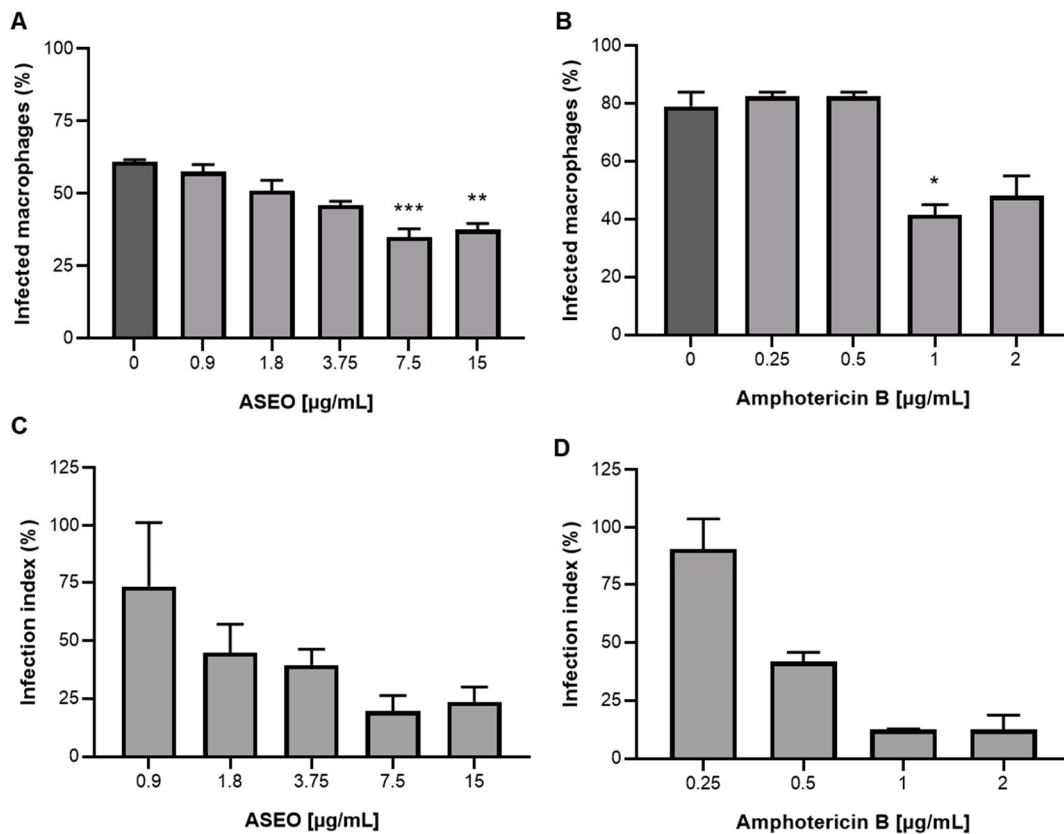 A
Infected macrophages (%)
100
75
50
25
0
***
**
0 0.9 1.8 3.75 7.5 15
ASEO [µg/mL]
B
Infected macrophages (%)
100
80
60
40
20
0
*
0 0.25 0.5 1 2
Amphotericin B [µg/mL]
C
Infection index (%)
125
100
75
50
25
0
0.9 1.8 3.75 7.5 15
ASEO [µg/mL]
D
Infection index (%)
125
100
75
50
25
0
0.25 0.5 1 2
Amphotericin B [µg/mL]